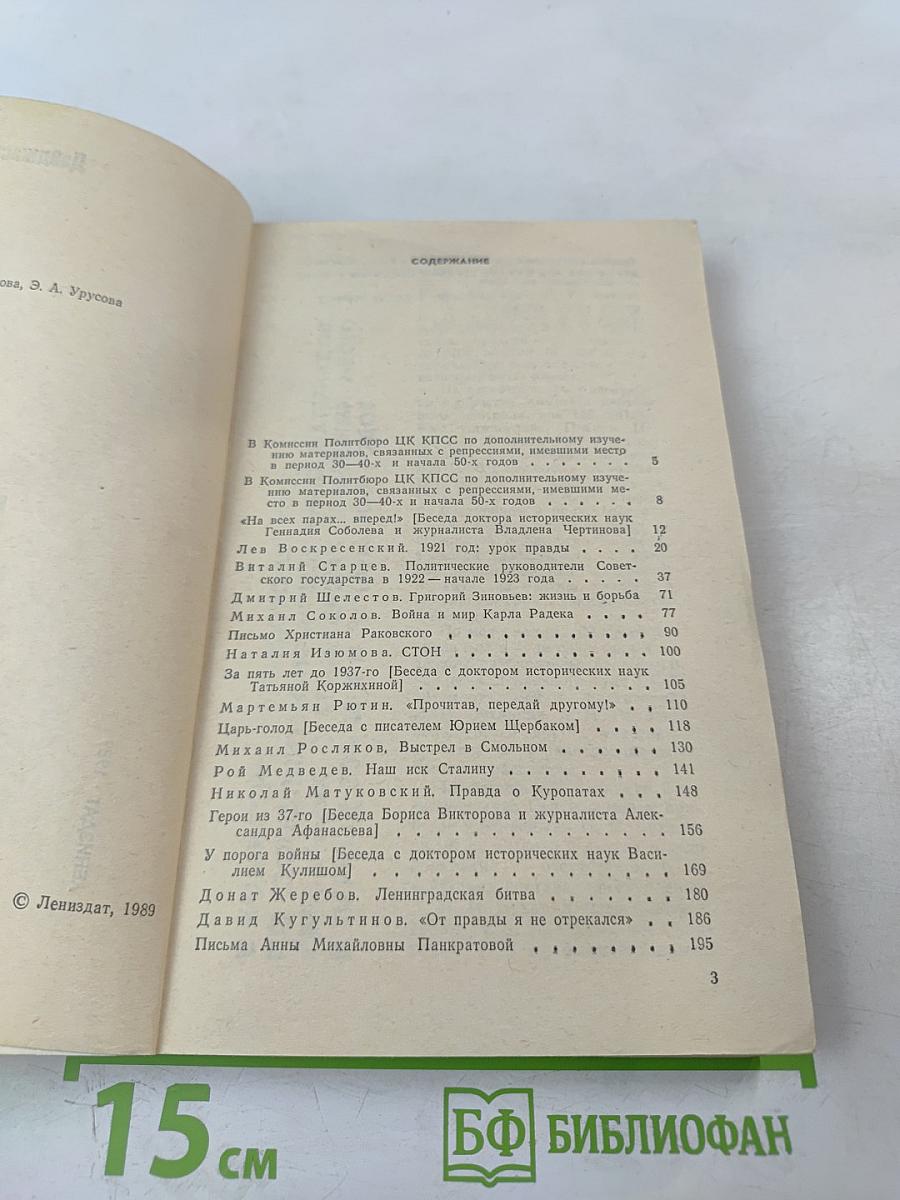 ова, Э. А. Урусова
© Лениздат, 1989
СОДЕРЖАНИЕ
В Комиссии Политбюро ЦК КПСС по дополнительному изуче-
нию материалов, связанных с репрессиями, имевшими место
в период 30—40-х и начала 50-х годов . . . . . . . 5
В Комиссии Политбюро ЦК КПСС по дополнительному изуче-
нию материалов, связанных с репрессиями, имевшими ме-
сто в период 30—40-х и начала 50-х годов . . . . . . 8
«На всех парах... вперед!» [Беседа доктора исторических наук
Геннадия Соболева и журналиста Владлена Чертинова] 12
Лев Воскресенский. 1921 год: урок правды . . . . 20
Виталий Старцев. Политические руководители Совет-
ского государства в 1922 — начале 1923 года . . . . . 37
Дмитрий Шелестов. Григорий Зиновьев: жизнь и борьба 71
Михаил Соколов. Война и мир Карла Радека . . . . 77
Письмо Христиана Раковского . . . . . . . . . . . . 90
Наталия Изюмова. СТОН . . . . . . . . . . . . 100
За пять лет до 1937-го [Беседа с доктором исторических наук
Татьяной Коржихиной] . . . . . . . . . . . . . 105
Мартемьян Рютин. «Прочитав, передай другому!» . . 110
Царь-голод [Беседа с писателем Юрием Щербаком] . . . . 118
Михаил Росляков. Выстрел в Смольном . . . . . . 130
Рой Медведев. Наш иск Сталину . . . . . . . . . 141
Николай Матуковский. Правда о Куропатах . . . 148
Герои из 37-го [Беседа Бориса Викторова и журналиста Алек-
сандра Афанасьева] . . . . . . . . . . . . 156
У порога войны [Беседа с доктором исторических наук Васи-
лием Кулишом] . . . . . . . . . . . . . 169
Донат Жеребов. Ленинградская битва . . . . . . 180
Давид Кугультинов. «От правды я не отрекался» . . 186
Письма Анны Михайловны Панкратовой . . . . . . . . 195
3
15 см
БФ БИБЛИОФАН